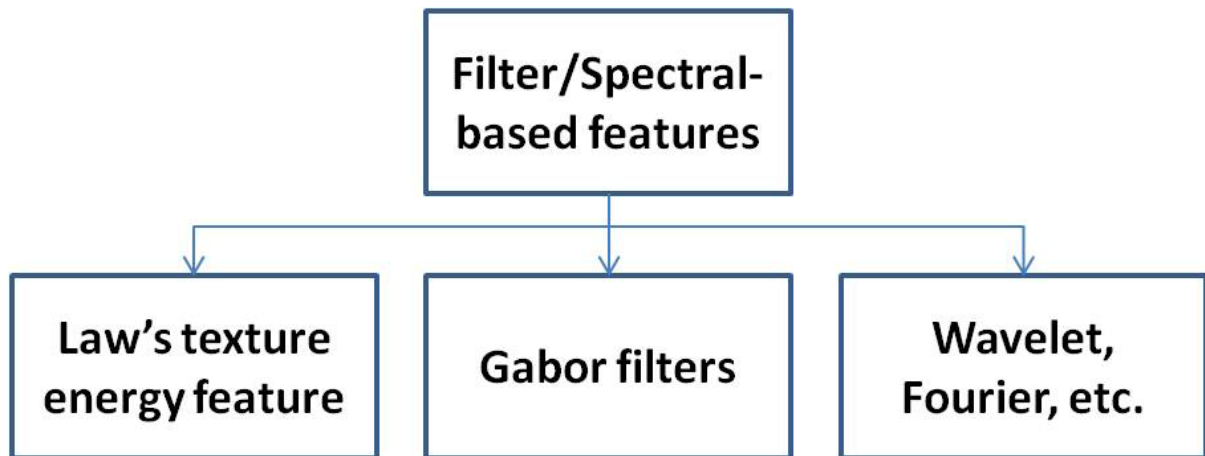 Filter/Spectral-
based features
Law's texture
energy feature
Gabor filters
Wavelet,
Fourier, etc.